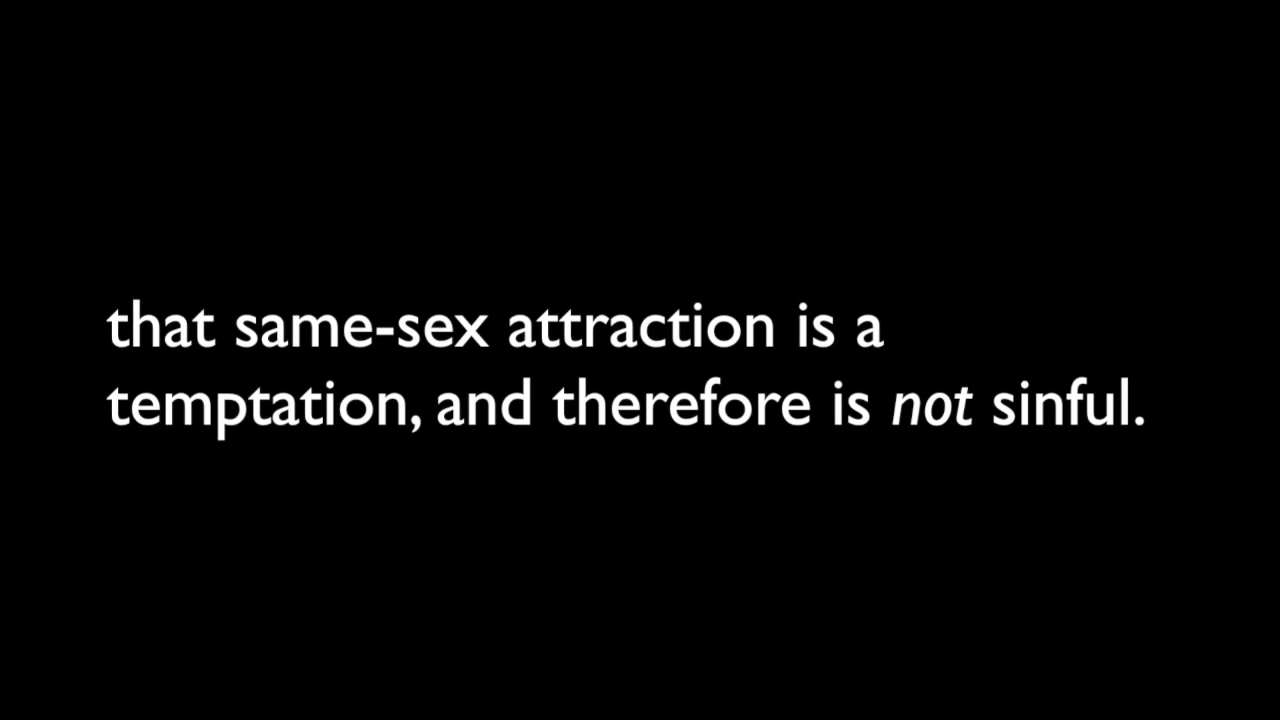 that same-sex attraction is a
temptation, and therefore is not sinful.